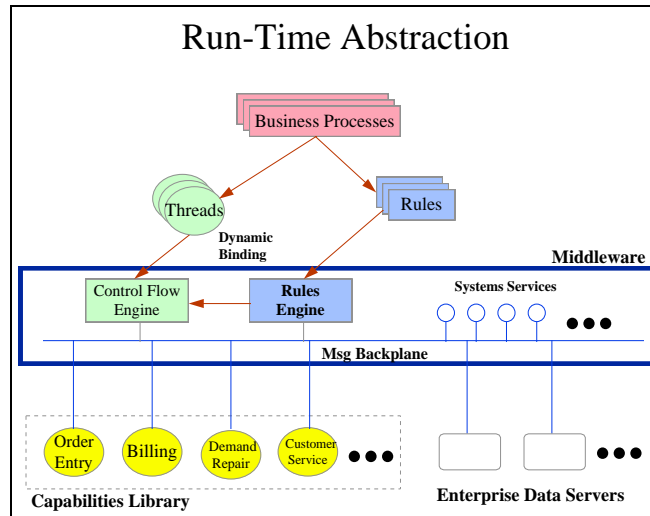 Run-Time Abstraction
Business Processes
Threads
Rules
Dynamic
Binding
Middleware
Control Flow
Engine
Rules
Engine
Systems Services
Msg Backplane
Order
Entry
Billing
Demand
Repair
Customer
Service
Capabilities Library
Enterprise Data Servers